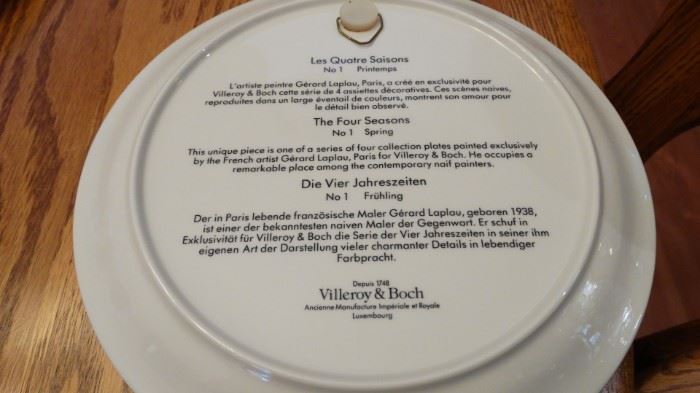 Les Quatre Saisons
No 1 Printemps
L'artiste peintre Gérard Laplau, Paris, a créé en exclusivité pour
Villeroy & Boch cette série de 4 assiettes décoratives. Ces scènes naives,
reproduites dans un large éventail de couleurs, montrent son amour pour
le détail bien observé.
The Four Seasons
No 1 Spring
This unique piece is one of a series of four collection plates painted exclusively
by the French artist Gérard Laplau, Paris for Villeroy & Boch. He occupies a
remarkable place among the contemporary naif painters.
Die Vier Jahreszeiten
No 1 Frühling
Der in Paris lebende französische Maler Gérard Laplau, geboren 1938,
ist einer der bekanntesten naiven Maler der Gegenwart. Er schuf in
Exklusivität für Villeroy & Boch die Serie der Vier Jahreszeiten in seiner ihm
eigenen Art der Darstellung vieler charmanter Details in lebendiger
Farbpracht.
Depuis 1748
Villeroy & Boch
Ancienne Manufacture Impériale et Royale
Luxembourg